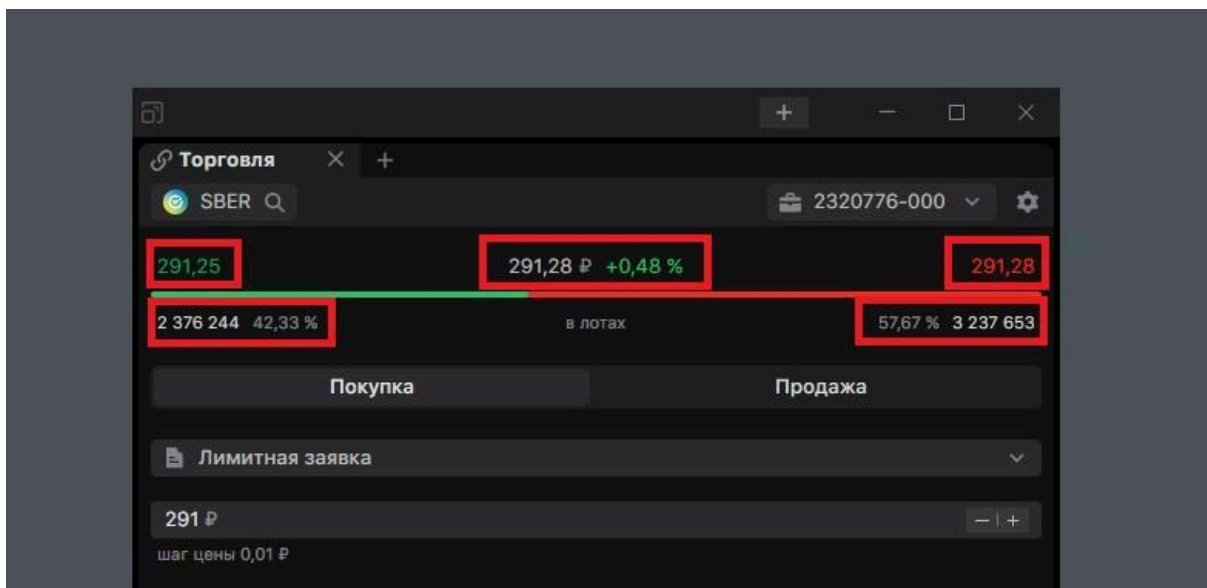 Торговля
SBER 2320776-000
291,25 291,28 ₽ +0,48 % 291,28
2 376 244 42,33 % в лотах 57,67 % 3 237 653
Покупка Продажа
Лимитная заявка
291 ₽
шаг цены 0,01 ₽